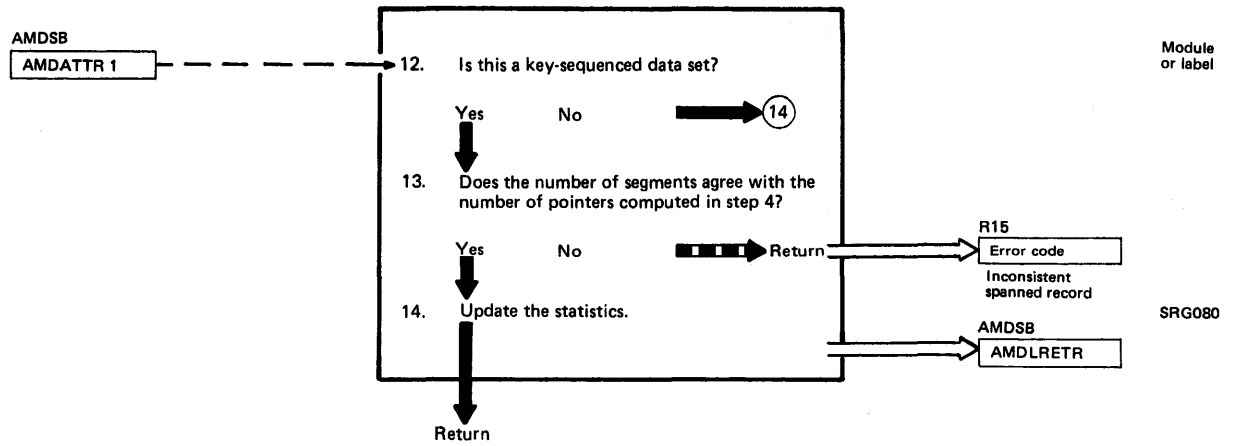 AMDSB
AMDATTR 1
Module
or label
12. Is this a key-sequenced data set?
Yes No 14
13. Does the number of segments agree with the
number of pointers computed in step 4?
Yes No Return
R15
Error code
Inconsistent
spanned record
14. Update the statistics.
SRG080
AMDSB
AMDLRETR
Return